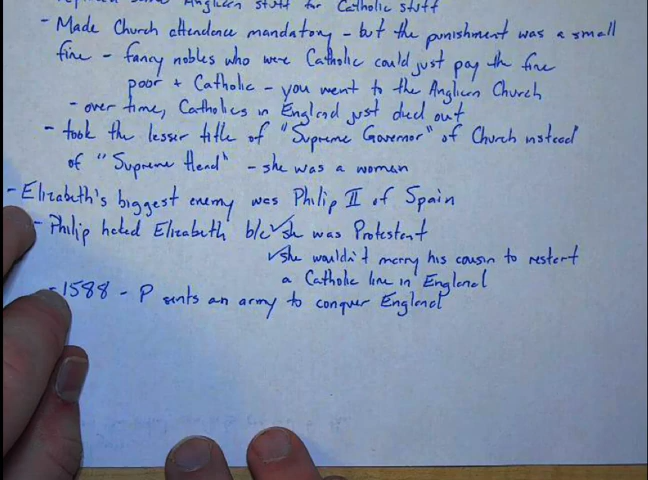 Anglican stuff for Catholic stuff
- Made Church attendance mandatory - but the punishment was a small
fine - fancy nobles who were Catholic could just pay the fine
poor + Catholic - you went to the Anglican Church
- over time, Catholics in England just died out
- took the lesser title of "Supreme Governor" of Church instead
of "Supreme Head" - she was a woman
- Elizabeth's biggest enemy was Philip II of Spain
- Philip hated Elizabeth b/c ✓she was Protestant
✓she wouldn't marry his cousin to restart
a Catholic line in England
- 1588 - P sents an army to conquer England